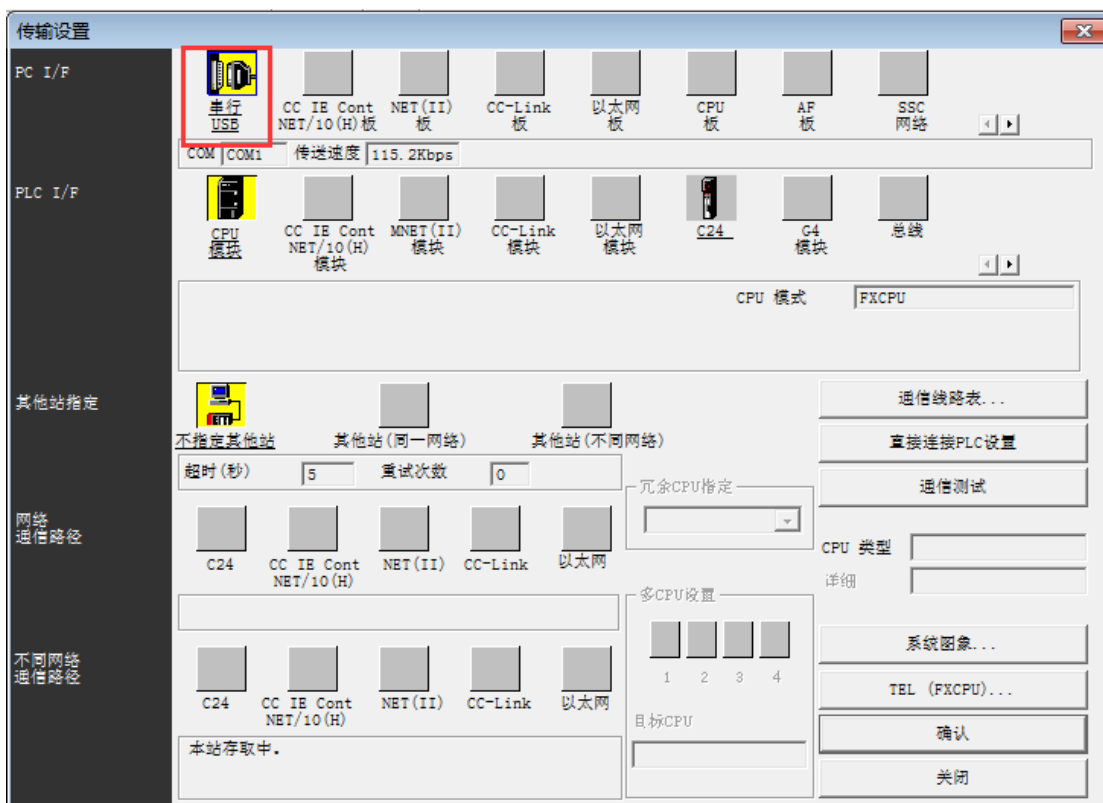 传输设置
PC I/F
串行
USB
CC IE Cont
NET/10(H)板
NET(II)
板
CC-Link
板
以太网
板
CPU
板
AF
板
SSC
网络
COM COM1 传送速度 115.2Kbps
PLC I/F
CPU
模块
CC IE Cont
NET/10(H)
模块
MNET(II)
模块
CC-Link
模块
以太网
模块
C24
G4
模块
总线
CPU 模式 FXCPU
其他站指定
不指定其他站
其他站(同一网络)
其他站(不同网络)
通信线路表...
直接连接PLC设置
超时(秒) 5 重试次数 0
冗余CPU指定
通信测试
网络
通信路径
C24
CC IE Cont
NET/10(H)
NET(II)
CC-Link
以太网
CPU 类型
详细
多CPU设置
1 2 3 4
系统图象...
不同网络
通信路径
C24
CC IE Cont
NET/10(H)
NET(II)
CC-Link
以太网
目标CPU
TEL (FXCPU)...
本站存取中.
确认
关闭